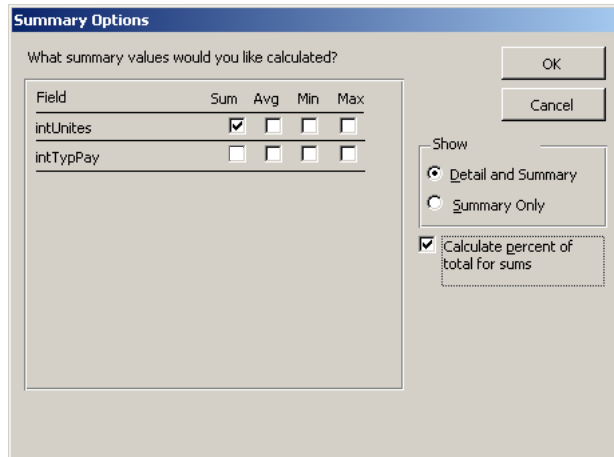 Summary Options
What summary values would you like calculated?
OK
Cancel
Field Sum Avg Min Max
intUnites
intTypPay
Show
Detail and Summary
Summary Only
Calculate percent of
total for sums